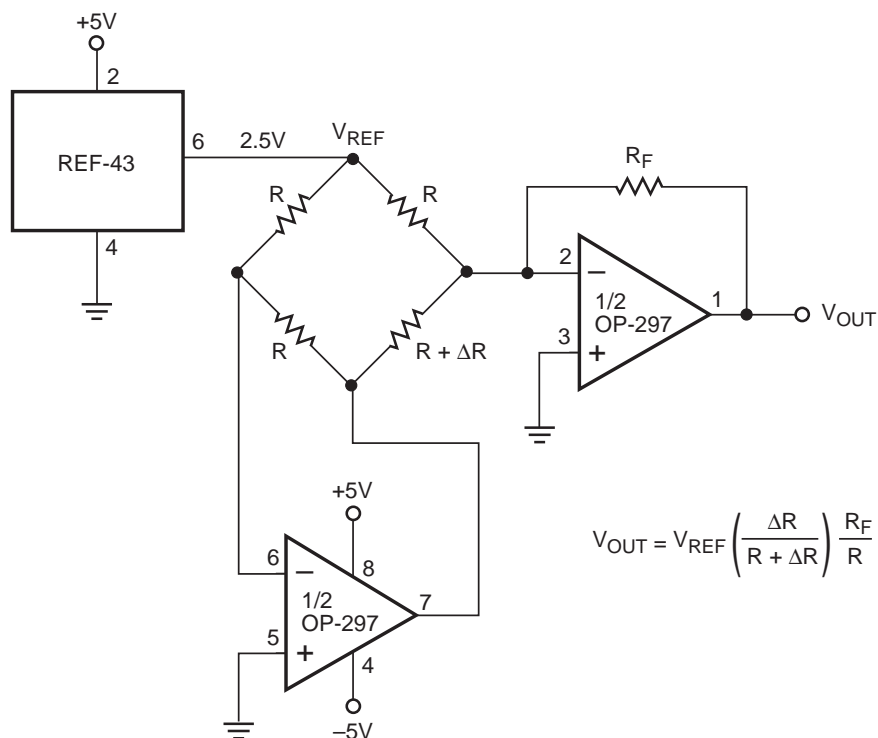 +5V
2
6
2.5V
V_REF
REF-43
4
R
R
R_F
2
−
1/2
OP-297
1
V_OUT
3
+
R
R + ΔR
+5V
V_OUT = V_REF (ΔR / (R + ΔR)) R_F / R
6
−
8
1/2
OP-297
7
5
+
4
–5V